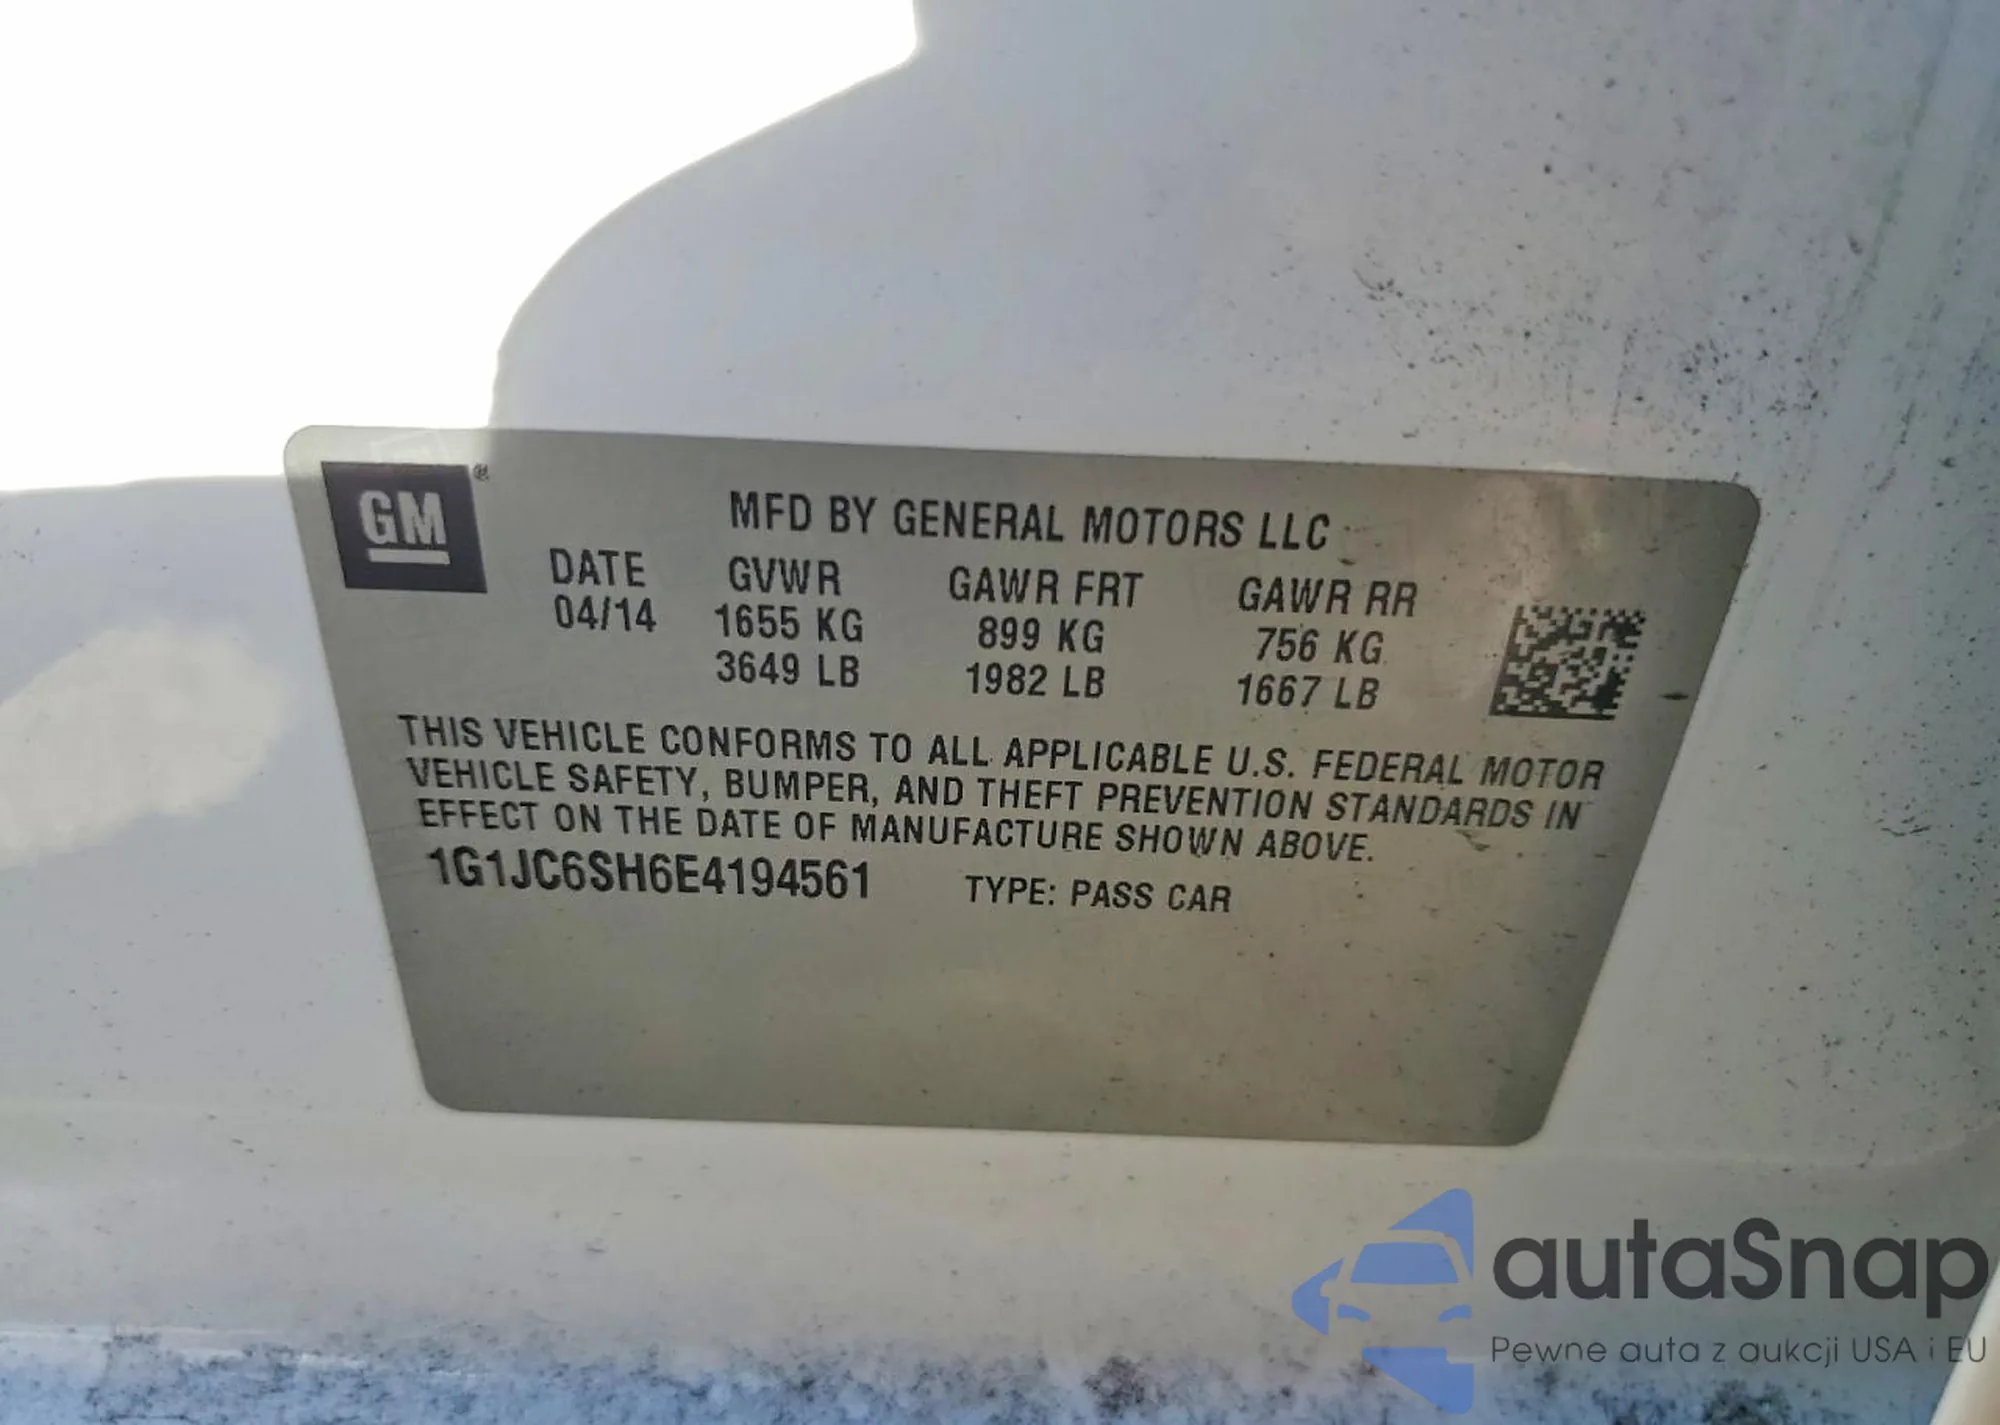 GM ®
MFD BY GENERAL MOTORS LLC
DATE GVWR GAWR FRT GAWR RR
04/14 1655 KG 899 KG 756 KG
3649 LB 1982 LB 1667 LB
THIS VEHICLE CONFORMS TO ALL APPLICABLE U.S. FEDERAL MOTOR
VEHICLE SAFETY, BUMPER, AND THEFT PREVENTION STANDARDS IN
EFFECT ON THE DATE OF MANUFACTURE SHOWN ABOVE.
1G1JC6SH6E4194561 TYPE: PASS CAR
autaSnap
Pewne auta z aukcji USA i EU